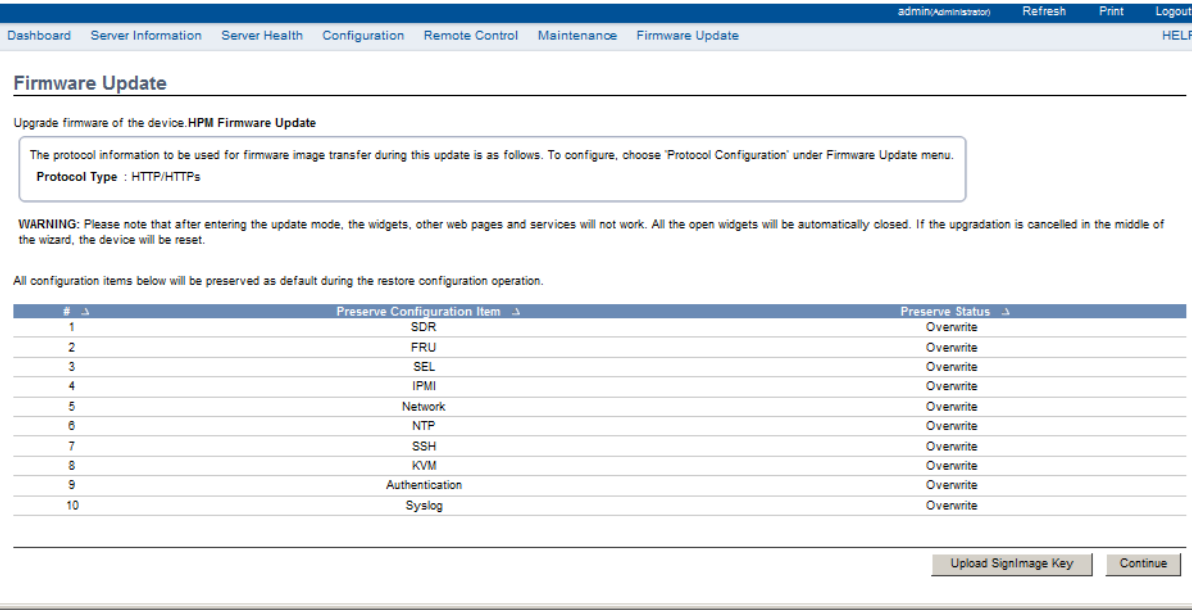 admin(Administrator) Refresh Print Logout
Dashboard Server Information Server Health Configuration Remote Control Maintenance Firmware Update HELP
Firmware Update
Upgrade firmware of the device.HPM Firmware Update
The protocol information to be used for firmware image transfer during this update is as follows. To configure, choose 'Protocol Configuration' under Firmware Update menu.
Protocol Type : HTTP/HTTPs
WARNING: Please note that after entering the update mode, the widgets, other web pages and services will not work. All the open widgets will be automatically closed. If the upgradation is cancelled in the middle of
the wizard, the device will be reset.
All configuration items below will be preserved as default during the restore configuration operation.
# Preserve Configuration Item Preserve Status
1 SDR Overwrite
2 FRU Overwrite
3 SEL Overwrite
4 IPMI Overwrite
5 Network Overwrite
6 NTP Overwrite
7 SSH Overwrite
8 KVM Overwrite
9 Authentication Overwrite
10 Syslog Overwrite
Upload SignImage Key Continue